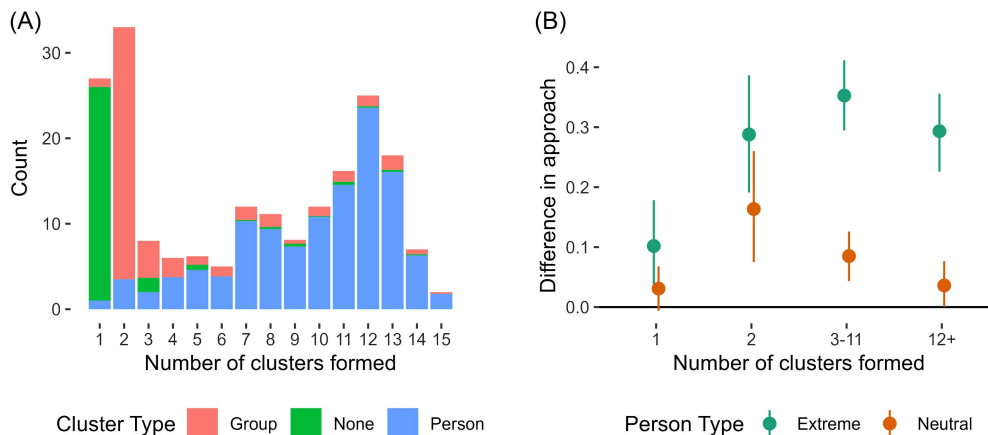 (A)
30
20
10
0
Count
1 2 3 4 5 6 7 8 9 10 11 12 13 14 15
Number of clusters formed
Cluster Type Group None Person
(B)
0.4
0.3
0.2
0.1
0.0
Difference in approach
1 2 3-11 12+
Number of clusters formed
Person Type Extreme Neutral